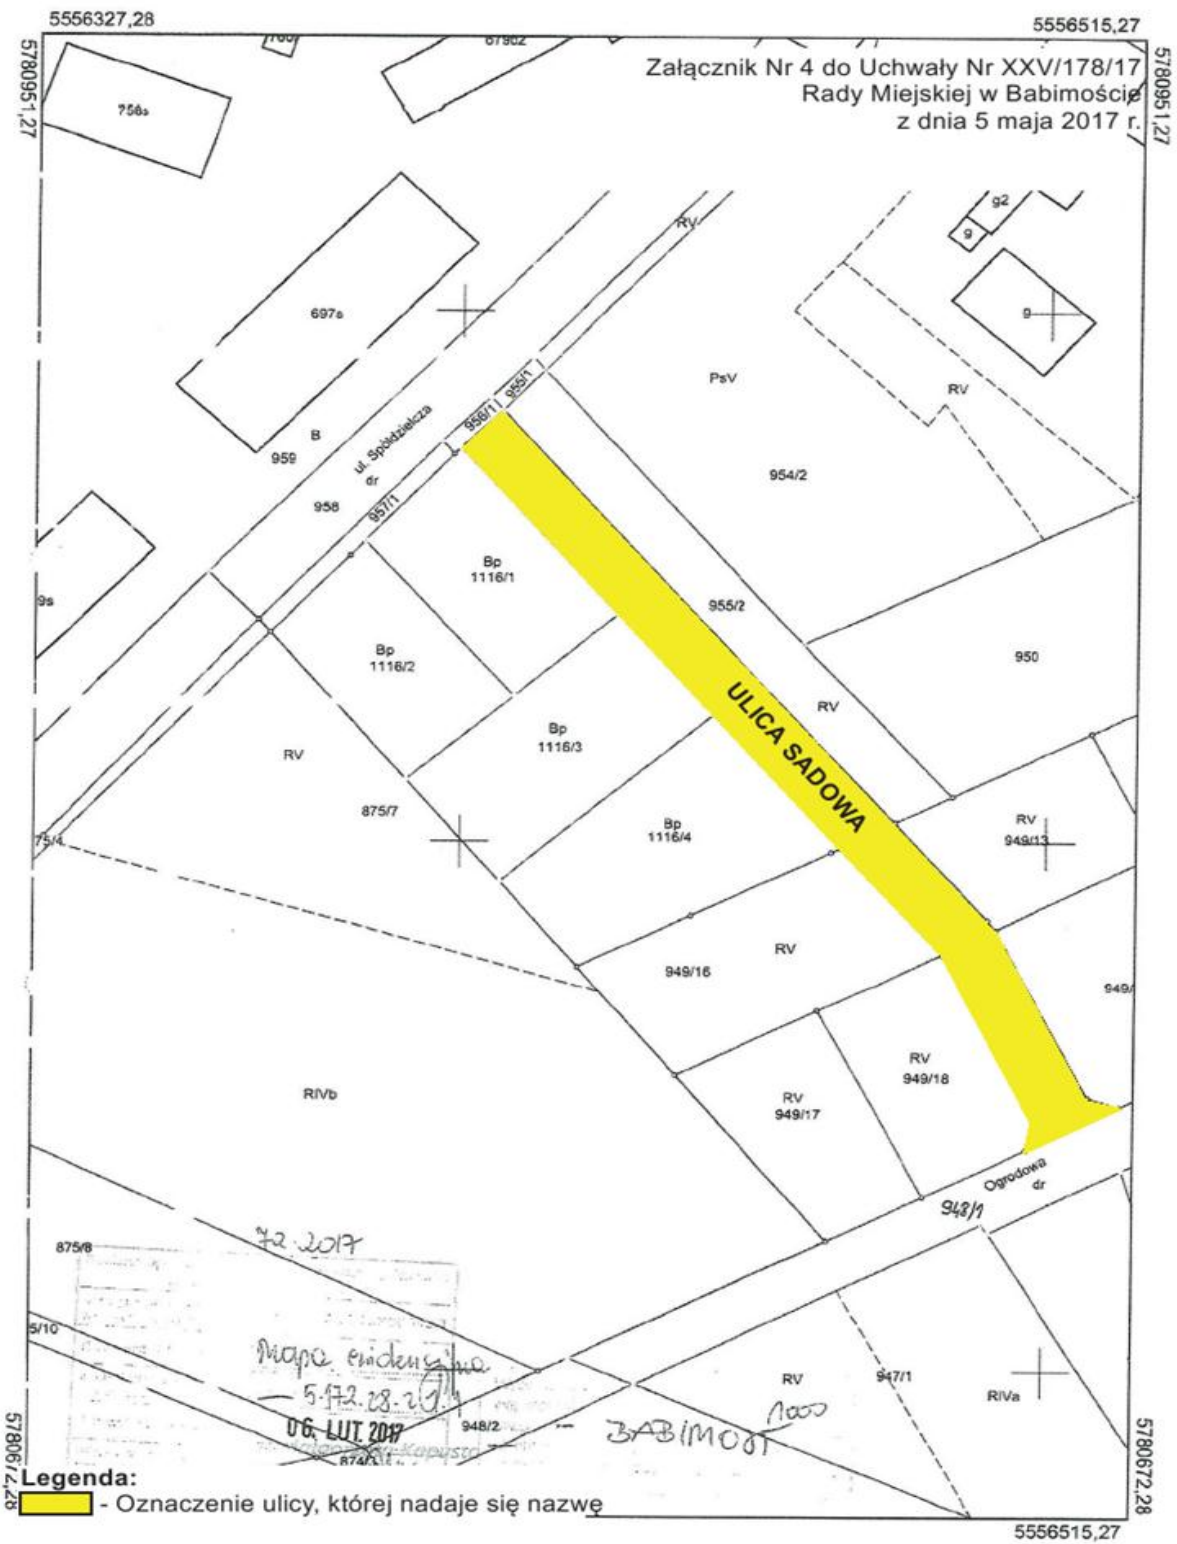 5556327,28
5556515,27
5780951,27
5780951,27
Załącznik Nr 4 do Uchwały Nr XXV/178/17
Rady Miejskiej w Babimoście
z dnia 5 maja 2017 r.
g2
g
RV
697s
g
PsV
RV
955/1
956/1
B
959
ul. Spółdzielcza
dr
958
957/1
954/2
Bp
1116/1
9s
955/2
Bp
1116/2
950
RV
Bp
1116/3
ULICA SADOWA
RV
875/7
Bp
1116/4
RV
949/13
75/4
RV
949/16
949/
RIVb
RV
949/18
RV
949/17
Ogrodowa
dr
948/1
72.2017
875/8
5/10
Mapa ewidencyjna
06. LUT. 2017
948/2
BABIMOST
1000
RV
947/1
RIVa
5780672,28
5780672,28
Legenda:
- Oznaczenie ulicy, której nadaje się nazwę
5556515,27